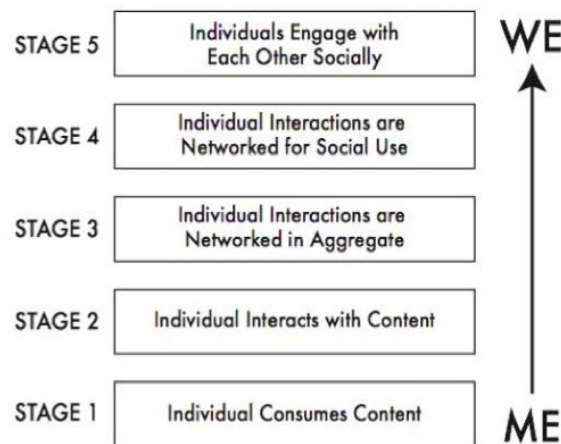 STAGE 5
Individuals Engage with
Each Other Socially
WE
STAGE 4
Individual Interactions are
Networked for Social Use
STAGE 3
Individual Interactions are
Networked in Aggregate
STAGE 2
Individual Interacts with Content
STAGE 1
Individual Consumes Content
ME